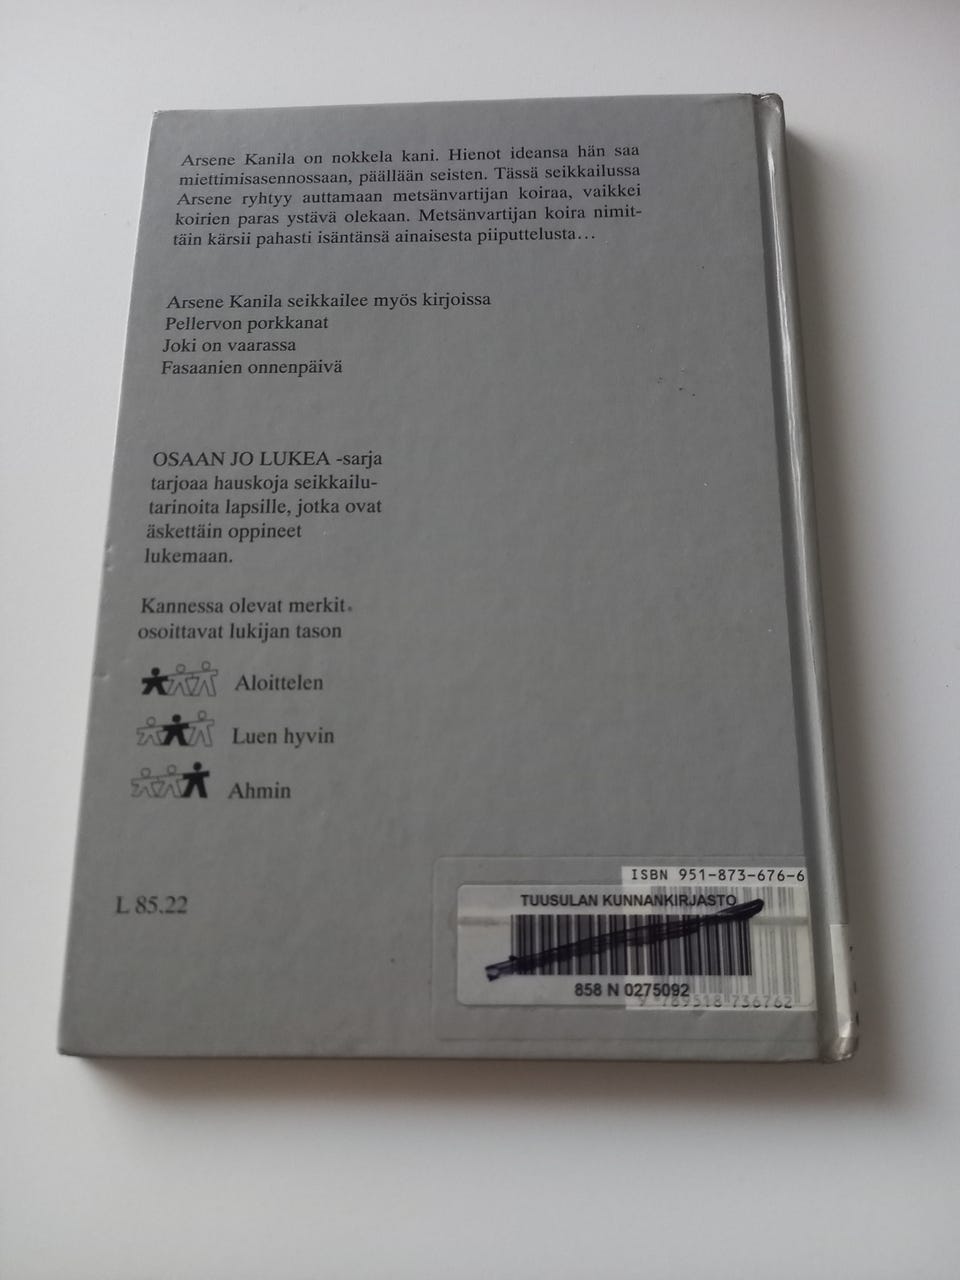 Arsene Kanila on nokkela kani. Hienot ideansa hän saa
miettimisasennossaan, päällään seisten. Tässä seikkailussa
Arsene ryhtyy auttamaan metsänvartijan koiraa, vaikkei
koirien paras ystävä olekaan. Metsänvartijan koira nimit-
täin kärsii pahasti isäntänsä ainaisesta piiputtelusta...
Arsene Kanila seikkailee myös kirjoissa
Pellervon porkkanat
Joki on vaarassa
Fasaanien onnenpäivä
OSAAN JO LUKEA -sarja
tarjoaa hauskoja seikkailu-
tarinoita lapsille, jotka ovat
äskettäin oppineet
lukemaan.
Kannessa olevat merkit
osoittavat lukijan tason
Aloittelen
Luen hyvin
Ahmin
L 85.22
ISBN 951-873-676-6
TUUSULAN KUNNANKIRJASTO
858 N 0275092
9 789518 736762